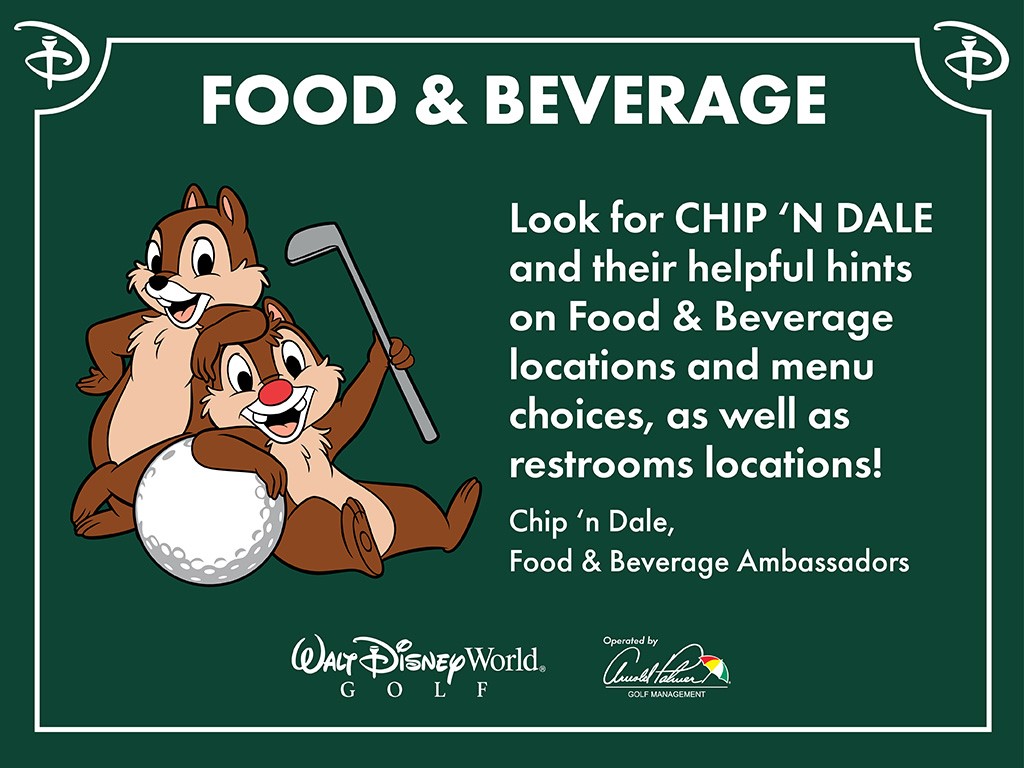 FOOD & BEVERAGE
Look for CHIP ‘N DALE
and their helpful hints
on Food & Beverage
locations and menu
choices, as well as
restrooms locations!
Chip ‘n Dale,
Food & Beverage Ambassadors
Walt Disney World®
GOLF
Operated by
Arnold Palmer
GOLF MANAGEMENT